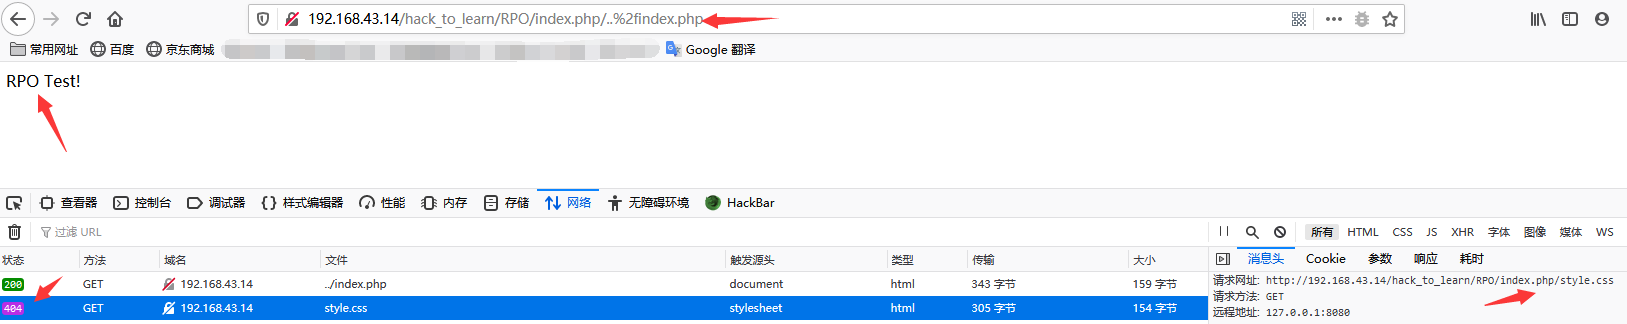 192.168.43.14/hack_to_learn/RPO/index.php/..%2findex.php
常用网址 百度 京东商城 Google 翻译
RPO Test!
查看器 控制台 调试器 样式编辑器 性能 内存 存储 网络 无障碍环境 HackBar
过滤 URL 所有 HTML CSS JS XHR 字体 图像 媒体 WS
状态 方法 域名 文件 触发源头 类型 传输 大小 消息头 Cookie 参数 响应 耗时
200 GET 192.168.43.14 ../index.php document html 343 字节 159 字节
404 GET 192.168.43.14 style.css stylesheet html 305 字节 154 字节
请求网址: http://192.168.43.14/hack_to_learn/RPO/index.php/style.css
请求方法: GET
远程地址: 127.0.0.1:8080